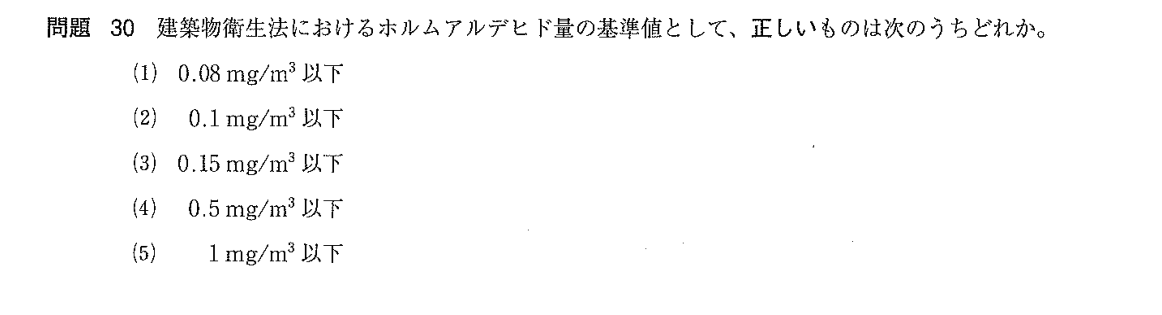 問題 30 建築物衛生法におけるホルムアルデヒド量の基準値として、正しいものは次のうちどれか。
(1) 0.08 mg/m³ 以下
(2) 0.1 mg/m³ 以下
(3) 0.15 mg/m³ 以下
(4) 0.5 mg/m³ 以下
(5) 1 mg/m³ 以下